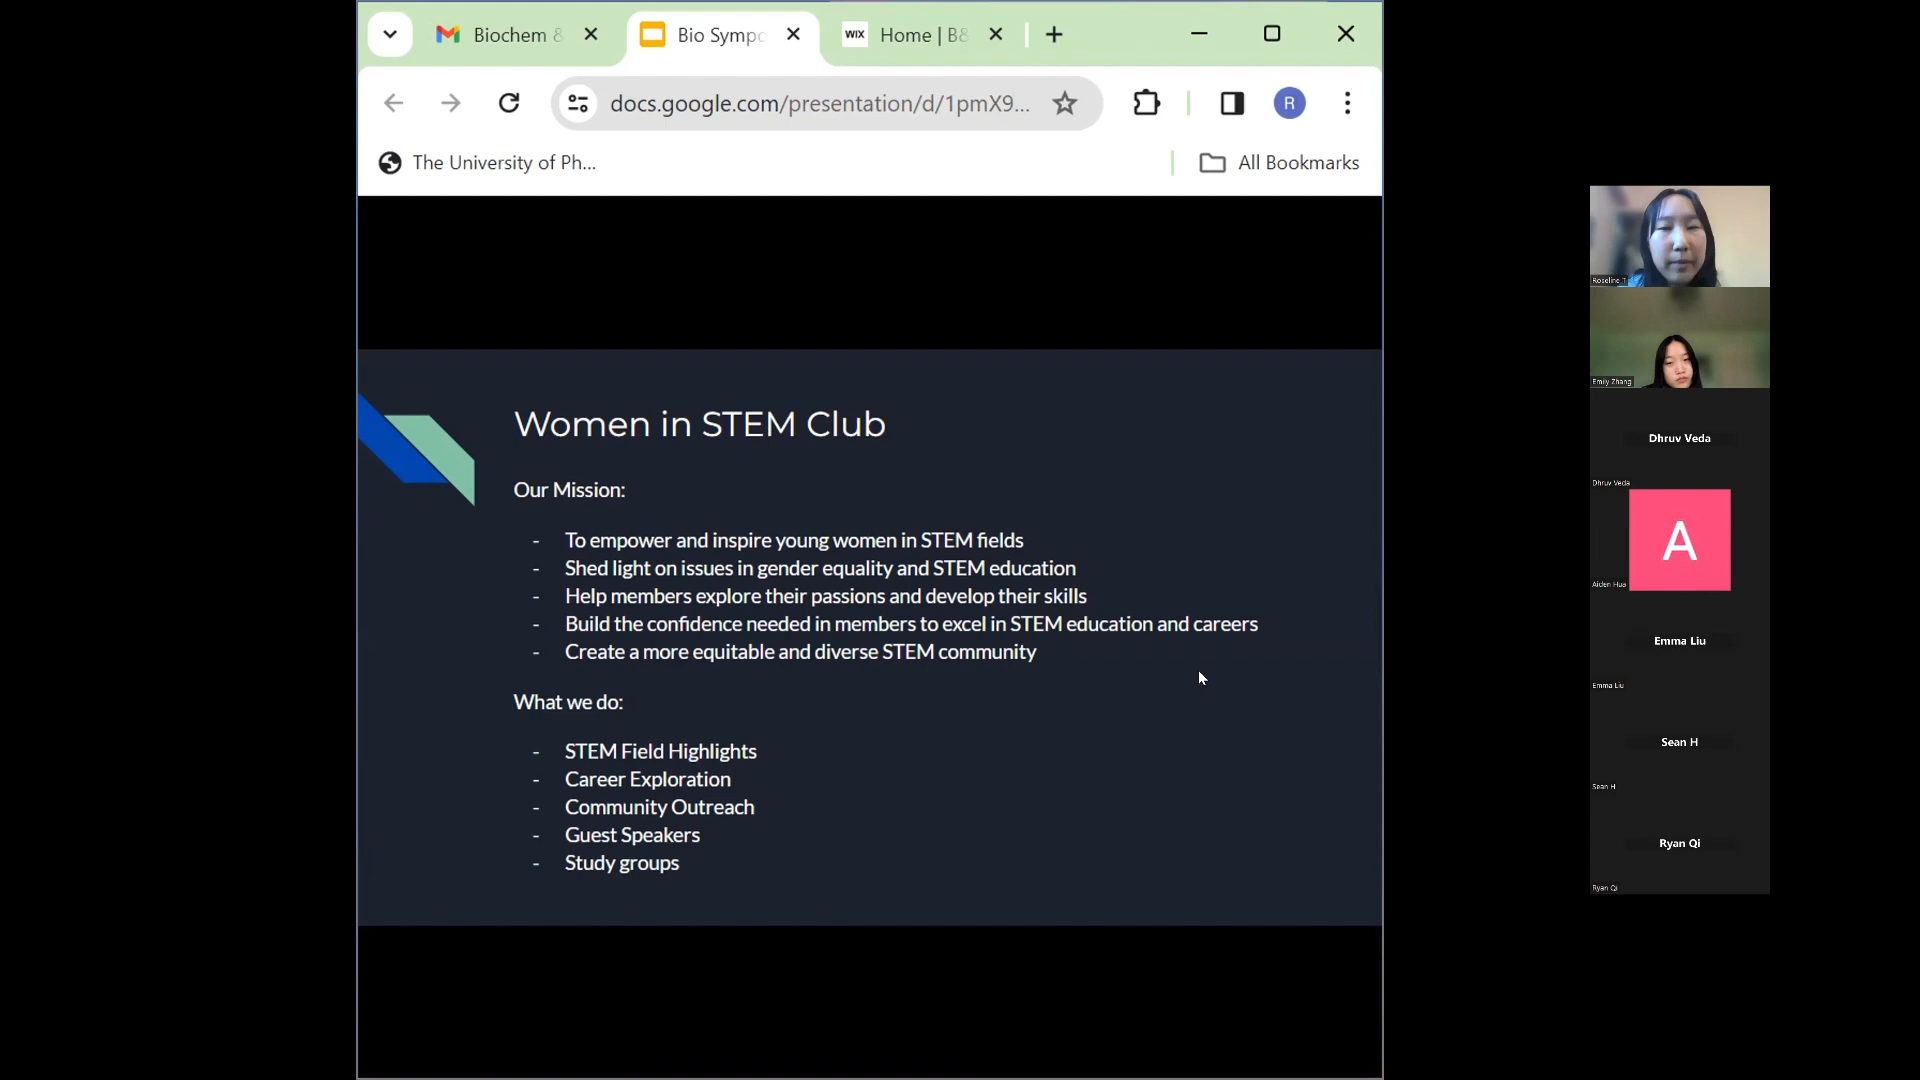 Biochem &
Bio Sympo
WIX
Home | B&
docs.google.com/presentation/d/1pmX9...
R
The University of Ph...
All Bookmarks
Women in STEM Club
Our Mission:
- To empower and inspire young women in STEM fields
- Shed light on issues in gender equality and STEM education
- Help members explore their passions and develop their skills
- Build the confidence needed in members to excel in STEM education and careers
- Create a more equitable and diverse STEM community
What we do:
- STEM Field Highlights
- Career Exploration
- Community Outreach
- Guest Speakers
- Study groups
Roseline T
Emily Zhang
Dhruv Veda
Dhruv Veda
A
Aiden Hua
Emma Liu
Emma Liu
Sean H
Sean H
Ryan Qi
Ryan Qi